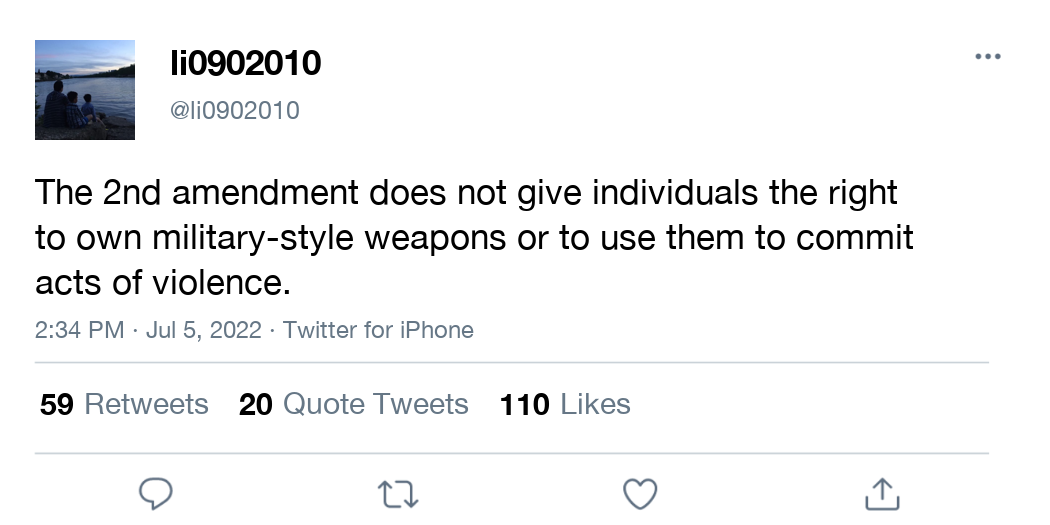 li0902010
@li0902010
The 2nd amendment does not give individuals the right
to own military-style weapons or to use them to commit
acts of violence.
2:34 PM · Jul 5, 2022 · Twitter for iPhone
59 Retweets 20 Quote Tweets 110 Likes